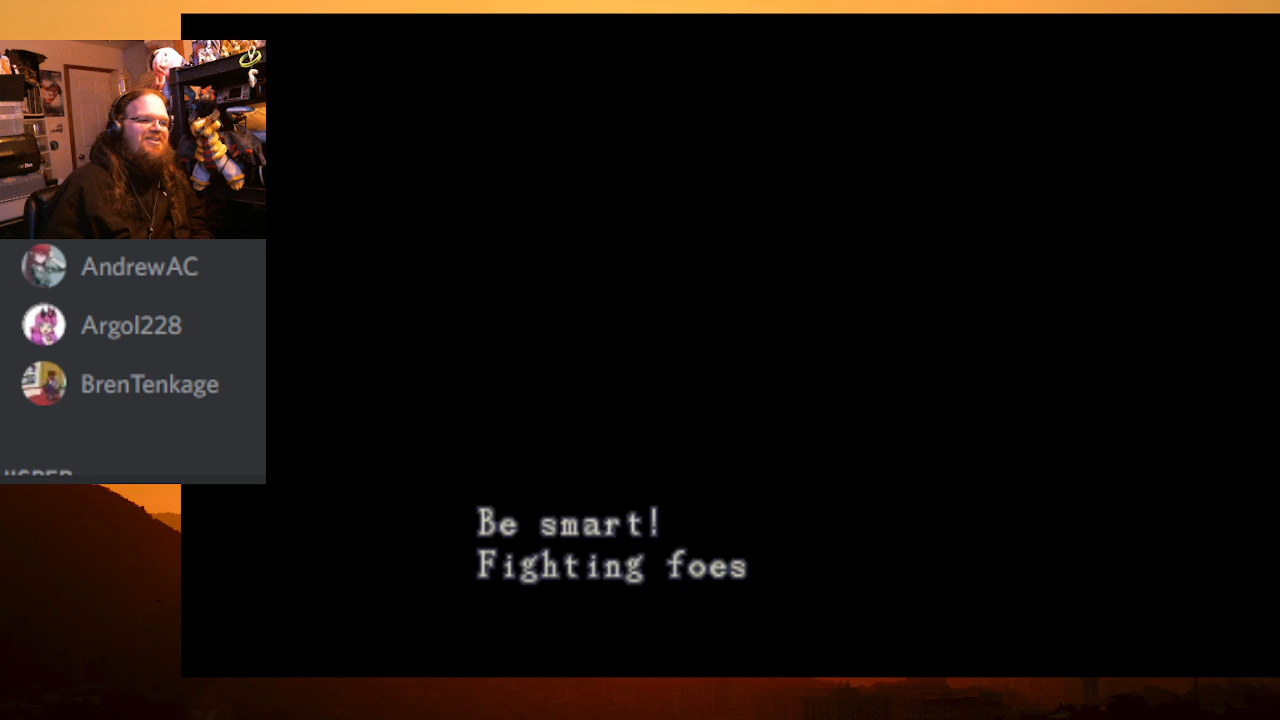 AndrewAC
Argol228
BrenTenkage
Be smart!
Fighting foes